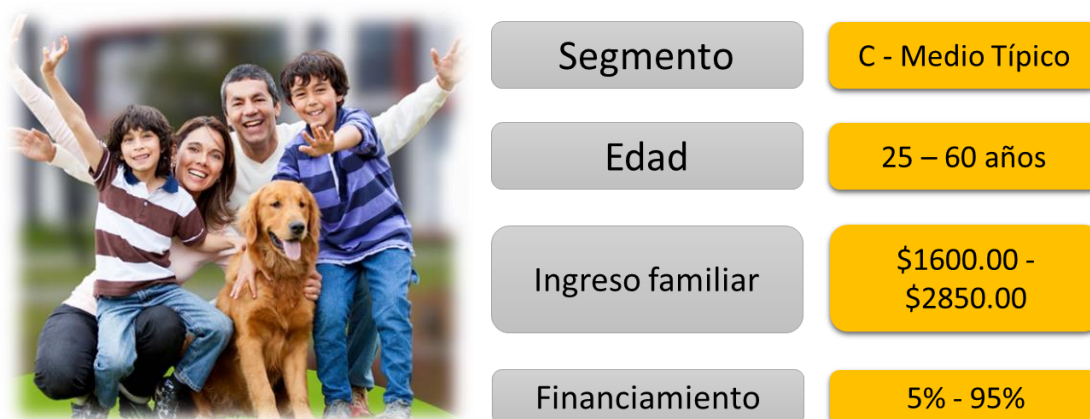 Segmento
C - Medio Típico
Edad
25 – 60 años
Ingreso familiar
$1600.00 -
$2850.00
Financiamiento
5% - 95%